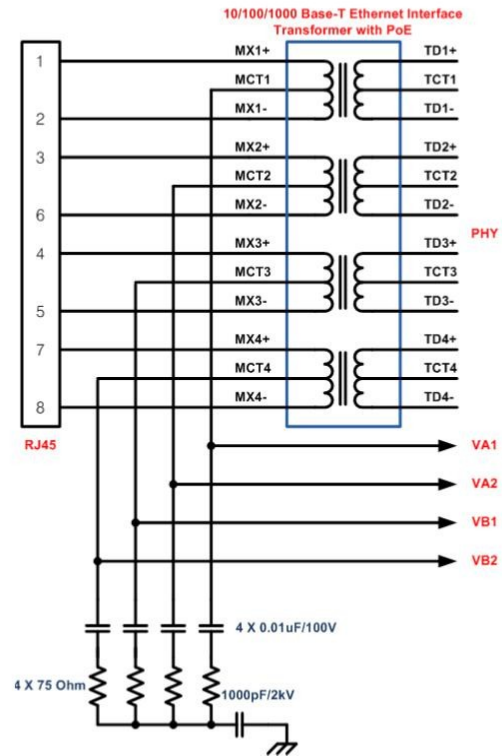 10/100/1000 Base-T Ethernet Interface
Transformer with PoE
1
MX1+
TD1+
MCT1
TCT1
2
MX1-
TD1-
3
MX2+
TD2+
MCT2
TCT2
6
MX2-
TD2-
PHY
4
MX3+
TD3+
MCT3
TCT3
5
MX3-
TD3-
7
MX4+
TD4+
MCT4
TCT4
8
MX4-
TD4-
RJ45
VA1
VA2
VB1
VB2
4 X 0.01uF/100V
4 X 75 Ohm
1000pF/2kV